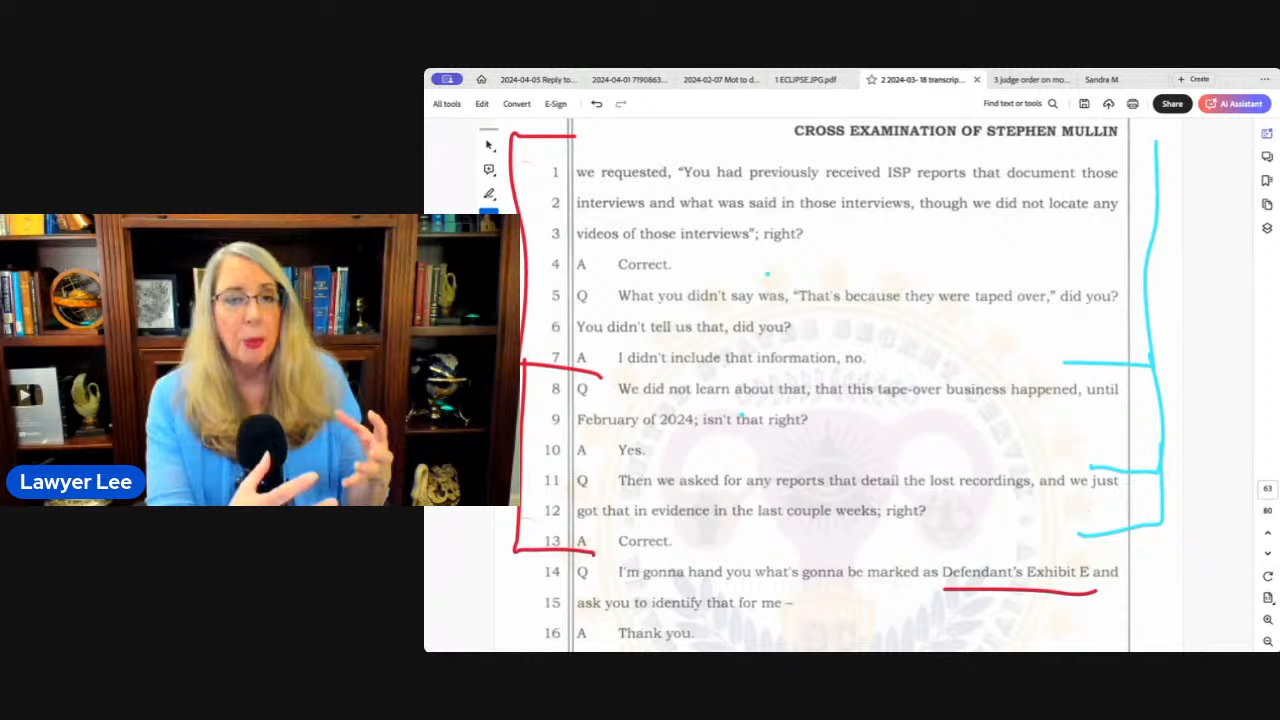 2024-04-05 Reply to... 2024-04-01 7190863... 2024-02-07 Mot to d... 1 ECLIPSE.JPG.pdf 2 2024-03- 18 transcrip... 3 judge order on mo... Sandra M + Create
All tools Edit Convert E-Sign Find text or tools Share AI Assistant
CROSS EXAMINATION OF STEPHEN MULLIN
1 we requested, “You had previously received ISP reports that document those
2 interviews and what was said in those interviews, though we did not locate any
3 videos of those interviews”; right?
4 A Correct.
5 Q What you didn't say was, “That's because they were taped over,” did you?
6 You didn't tell us that, did you?
7 A I didn't include that information, no.
8 Q We did not learn about that, that this tape-over business happened, until
9 February of 2024; isn't that right?
10 A Yes.
11 Q Then we asked for any reports that detail the lost recordings, and we just
12 got that in evidence in the last couple weeks; right?
13 A Correct.
14 Q I'm gonna hand you what's gonna be marked as Defendant's Exhibit E and
15 ask you to identify that for me –
16 A Thank you.
63
80
Lawyer Lee